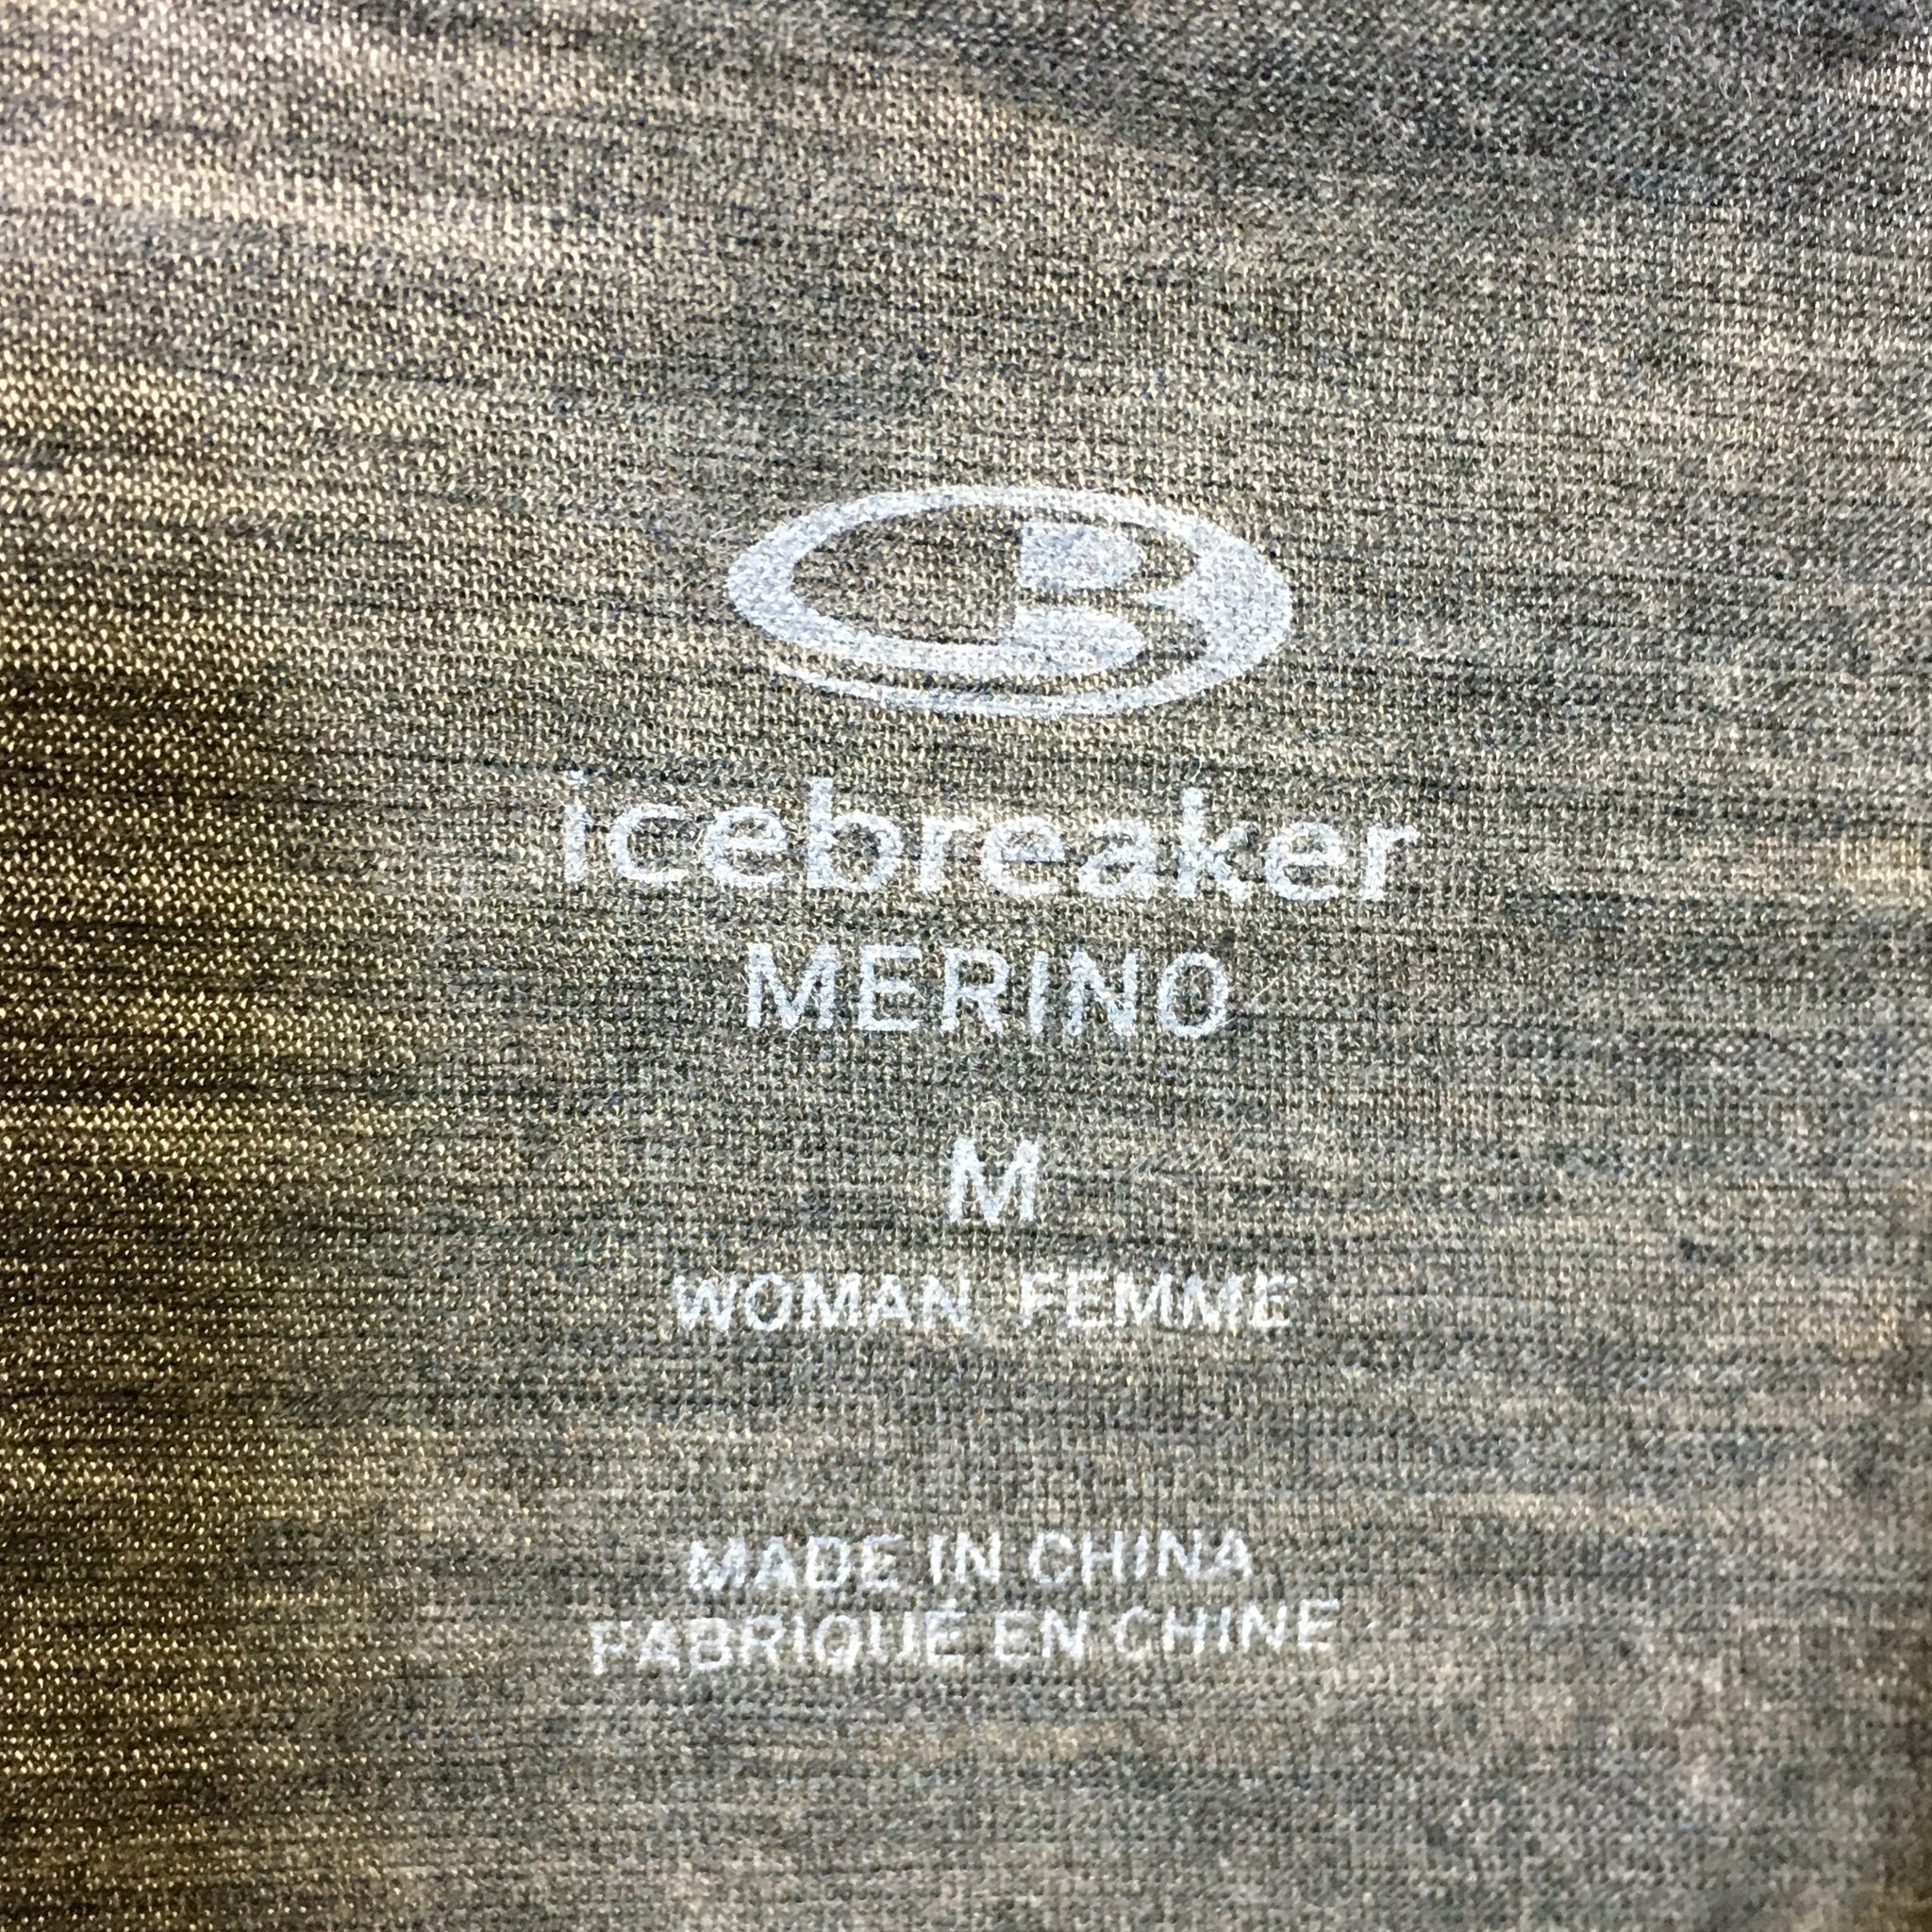 icebreaker
MERINO
M
WOMAN FEMME
MADE IN CHINA
FABRIQUÉ EN CHINE